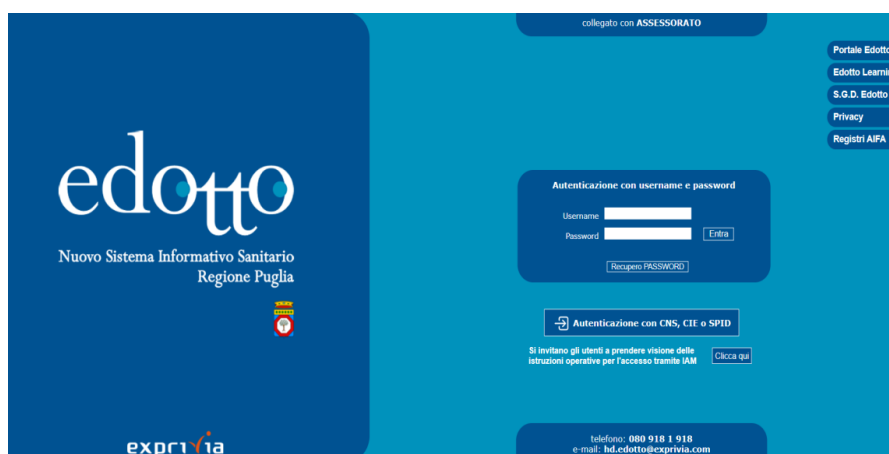 collegato con ASSESSORATO
Portale Edotto
Edotto Learnin
S.G.D. Edotto
Privacy
Registri AIFA
edotto
Nuovo Sistema Informativo Sanitario
Regione Puglia
Autenticazione con username e password
Username
Password
Entra
Recupero PASSWORD
Autenticazione con CNS, CIE o SPID
Si invitano gli utenti a prendere visione delle
istruzioni operative per l'accesso tramite IAM
Clicca qui
exprivia
telefono: 080 918 1 918
e-mail: hd.edotto@exprivia.com